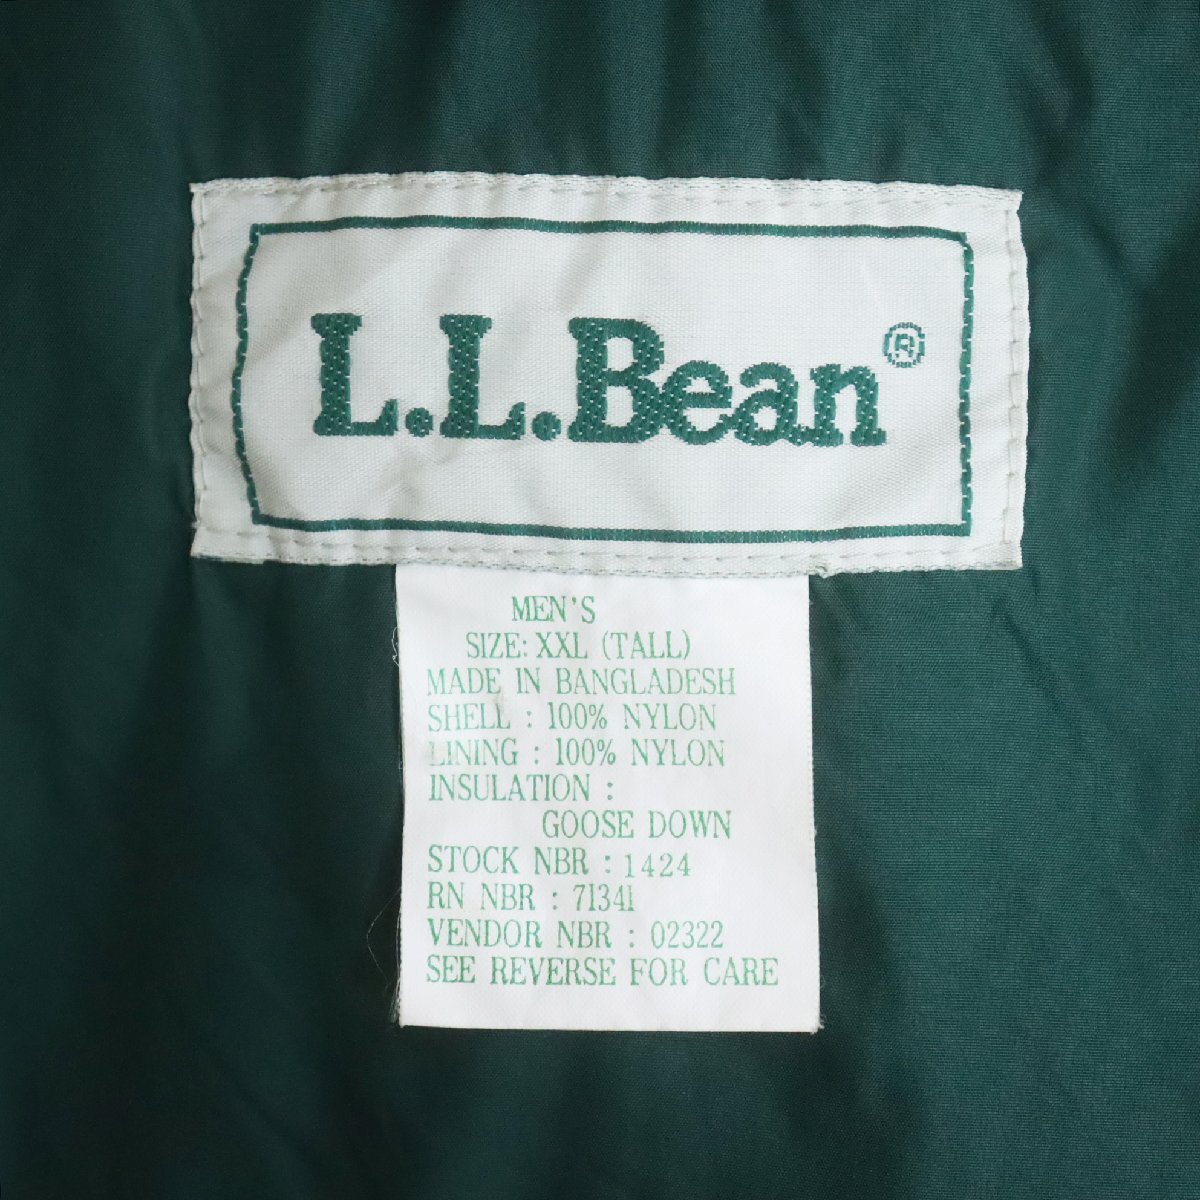 L.L.Bean®
MEN'S
SIZE: XXL (TALL)
MADE IN BANGLADESH
SHELL : 100% NYLON
LINING : 100% NYLON
INSULATION :
GOOSE DOWN
STOCK NBR : 1424
RN NBR : 71341
VENDOR NBR : 02322
SEE REVERSE FOR CARE